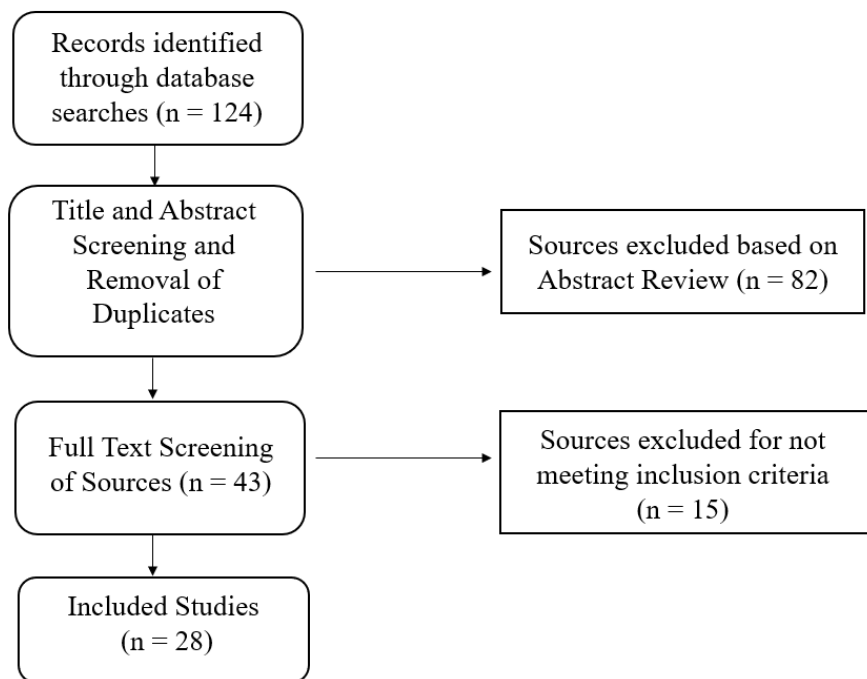 Records identified
through database
searches (n = 124)
Title and Abstract
Screening and
Removal of
Duplicates
Sources excluded based on
Abstract Review (n = 82)
Full Text Screening
of Sources (n = 43)
Sources excluded for not
meeting inclusion criteria
(n = 15)
Included Studies
(n = 28)